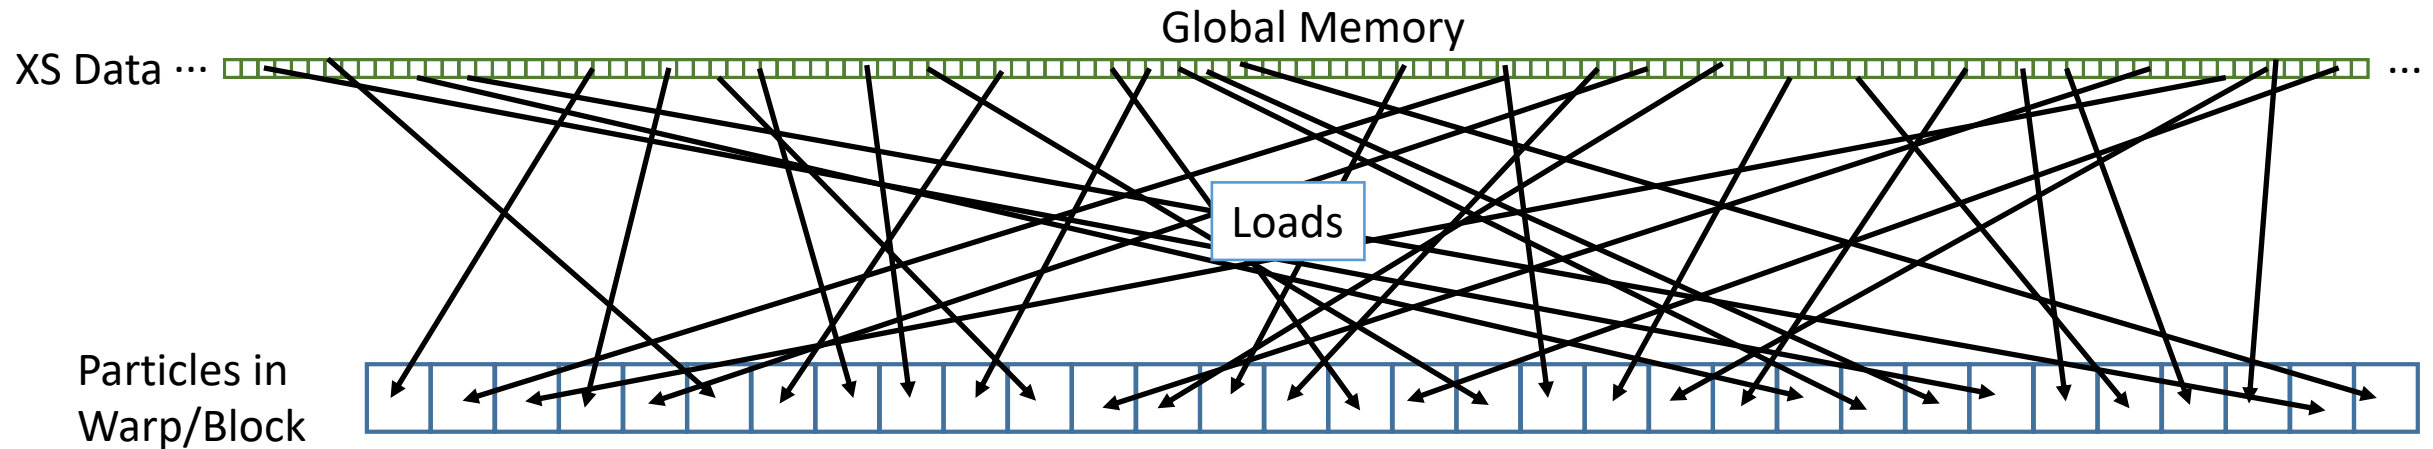 Global Memory
XS Data ...
...
Loads
Particles in
Warp/Block